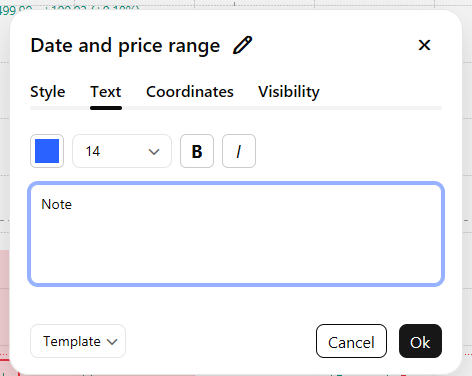 Date and price range
Style Text Coordinates Visibility
14 B I
Note
Template Cancel Ok